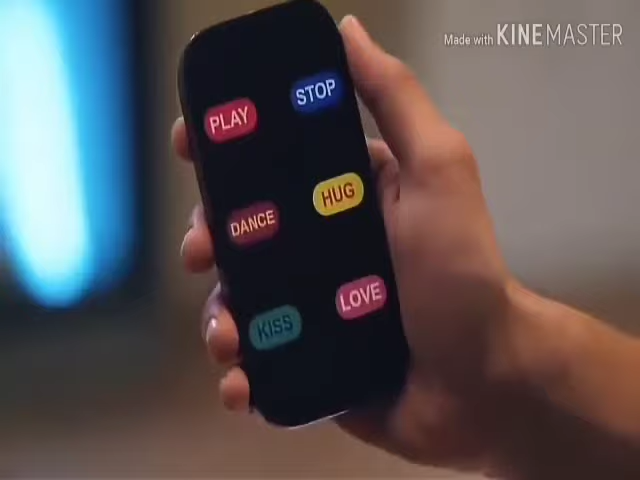 Made with KINEMASTER
PLAY
STOP
DANCE
HUG
KISS
LOVE